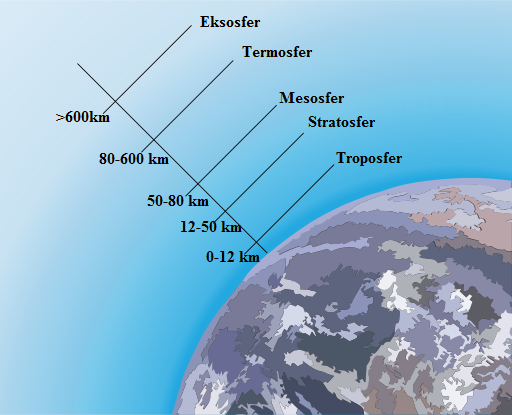 Eksosfer
Termosfer
Mesosfer
Stratosfer
Troposfer
>600km
80-600 km
50-80 km
12-50 km
0-12 km